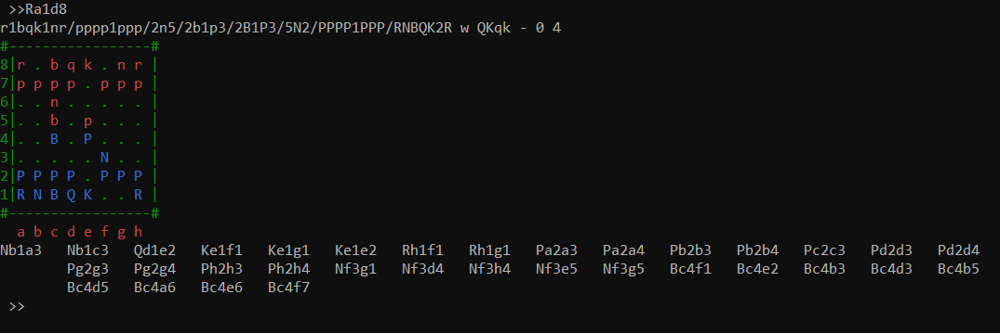 >>Ra1d8
r1bqk1nr/pppp1ppp/2n5/2b1p3/2B1P3/5N2/PPPP1PPP/RNBQK2R w QKqk - 0 4
#-----------------#
8|r . b q k . n r |
7|p p p p . p p p |
6|. . n . . . . . |
5|. . b . p . . . |
4|. . B . P . . . |
3|. . . . . N . . |
2|P P P P . P P P |
1|R N B Q K . . R |
#-----------------#
a b c d e f g h
Nb1a3 Nb1c3 Qd1e2 Ke1f1 Ke1g1 Ke1e2 Rh1f1 Rh1g1 Pa2a3 Pa2a4 Pb2b3 Pb2b4 Pc2c3 Pd2d3 Pd2d4
Pg2g3 Pg2g4 Ph2h3 Ph2h4 Nf3g1 Nf3d4 Nf3h4 Nf3e5 Nf3g5 Bc4f1 Bc4e2 Bc4b3 Bc4d3 Bc4b5
Bc4d5 Bc4a6 Bc4e6 Bc4f7
>>